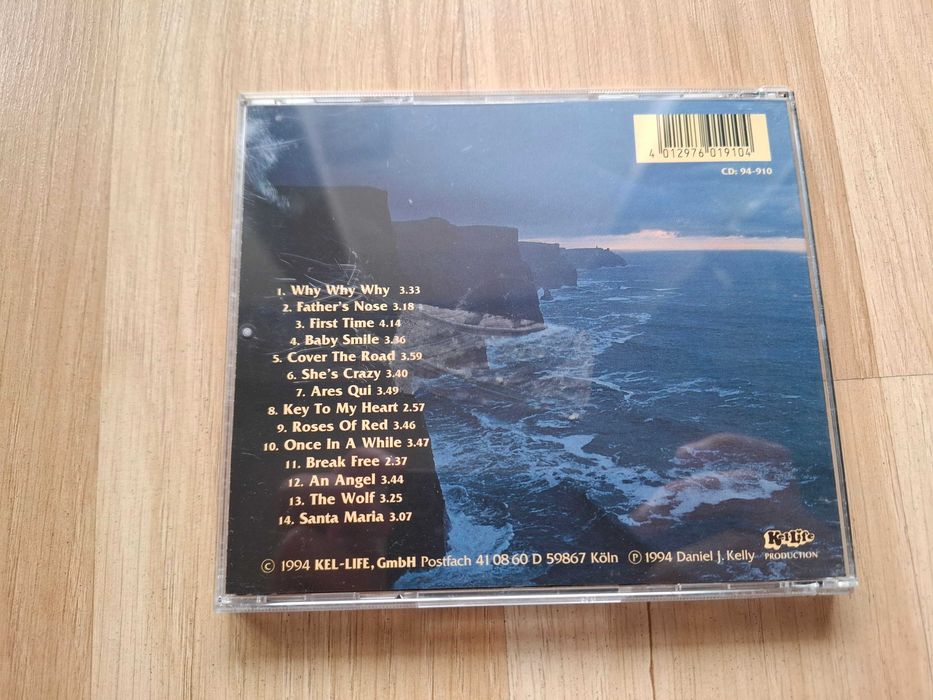 4 012976 019104
CD: 94-910
1. Why Why Why 3.33
2. Father's Nose 3.18
3. First Time 4.14
4. Baby Smile 3.36
5. Cover The Road 3.59
6. She's Crazy 3.40
7. Ares Qui 3.49
8. Key To My Heart 2.57
9. Roses Of Red 3.46
10. Once In A While 3.47
11. Break Free 2.37
12. An Angel 3.44
13. The Wolf 3.25
14. Santa Maria 3.07
Kel-Life
PRODUCTION
© 1994 KEL-LIFE, GmbH Postfach 41 08 60 D 59867 Köln ℗ 1994 Daniel J. Kelly